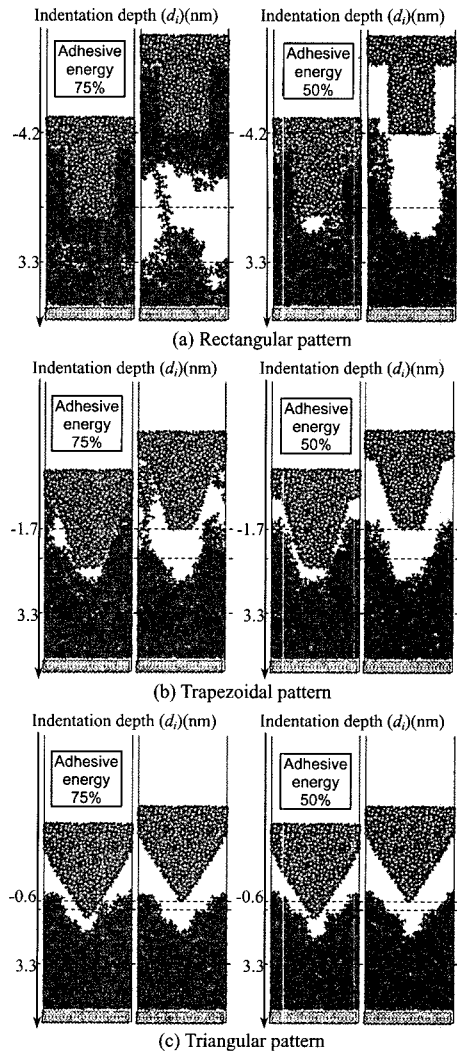 Indentation depth (dᵢ)(nm) Indentation depth (dᵢ)(nm)
Adhesive
energy
75%
Adhesive
energy
50%
-4.2 -4.2
3.3 3.3
(a) Rectangular pattern
Indentation depth (dᵢ)(nm) Indentation depth (dᵢ)(nm)
Adhesive
energy
75%
Adhesive
energy
50%
-1.7 -1.7
3.3 3.3
(b) Trapezoidal pattern
Indentation depth (dᵢ)(nm) Indentation depth (dᵢ)(nm)
Adhesive
energy
75%
Adhesive
energy
50%
-0.6 -0.6
3.3 3.3
(c) Triangular pattern